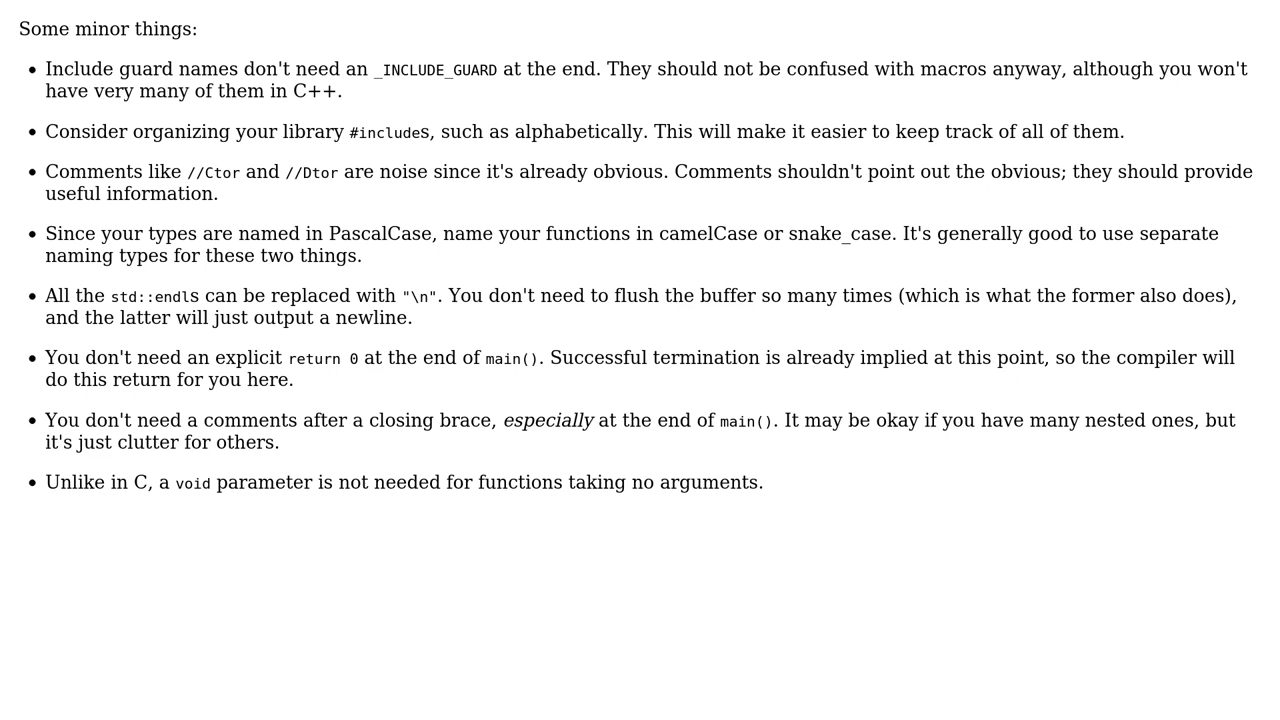 Some minor things:
• Include guard names don't need an _INCLUDE_GUARD at the end. They should not be confused with macros anyway, although you won't
have very many of them in C++.
• Consider organizing your library #includes, such as alphabetically. This will make it easier to keep track of all of them.
• Comments like //Ctor and //Dtor are noise since it's already obvious. Comments shouldn't point out the obvious; they should provide
useful information.
• Since your types are named in PascalCase, name your functions in camelCase or snake_case. It's generally good to use separate
naming types for these two things.
• All the std::endls can be replaced with "\n". You don't need to flush the buffer so many times (which is what the former also does),
and the latter will just output a newline.
• You don't need an explicit return 0 at the end of main(). Successful termination is already implied at this point, so the compiler will
do this return for you here.
• You don't need a comments after a closing brace, especially at the end of main(). It may be okay if you have many nested ones, but
it's just clutter for others.
• Unlike in C, a void parameter is not needed for functions taking no arguments.